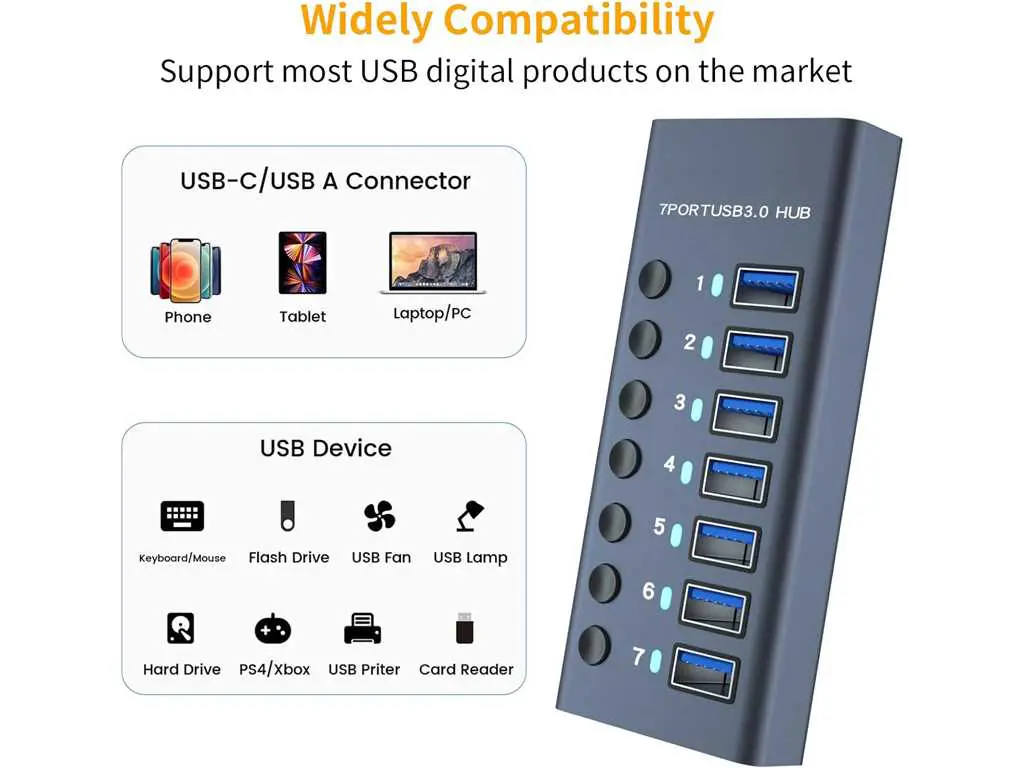 Widely Compatibility
Support most USB digital products on the market
USB-C/USB A Connector
Phone
Tablet
Laptop/PC
USB Device
Keyboard/Mouse
Flash Drive
USB Fan
USB Lamp
Hard Drive
PS4/Xbox
USB Priter
Card Reader
7PORTUSB3.0 HUB
1
2
3
4
5
6
7